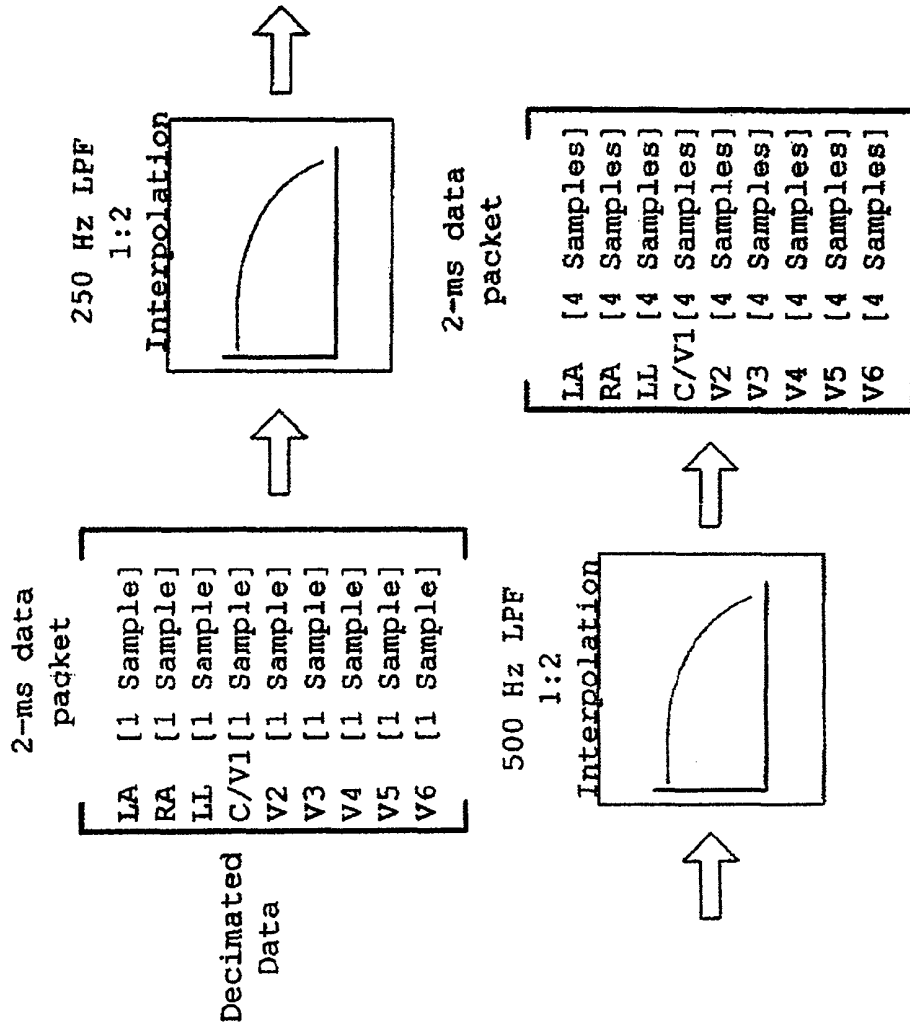 2-ms data
packet
Decimated
Data
LA [1 Sample]
RA [1 Sample]
LL [1 Sample]
C/V1[1 Sample]
V2 [1 Sample]
V3 [1 Sample]
V4 [1 Sample]
V5 [1 Sample]
V6 [1 Sample]
250 Hz LPF
1:2
Interpolation
500 Hz LPF
1:2
Interpolation
2-ms data
packet
LA [4 Samples]
RA [4 Samples]
LL [4 Samples]
C/V1[4 Samples]
V2 [4 Samples]
V3 [4 Samples]
V4 [4 Samples]
V5 [4 Samples]
V6 [4 Samples]